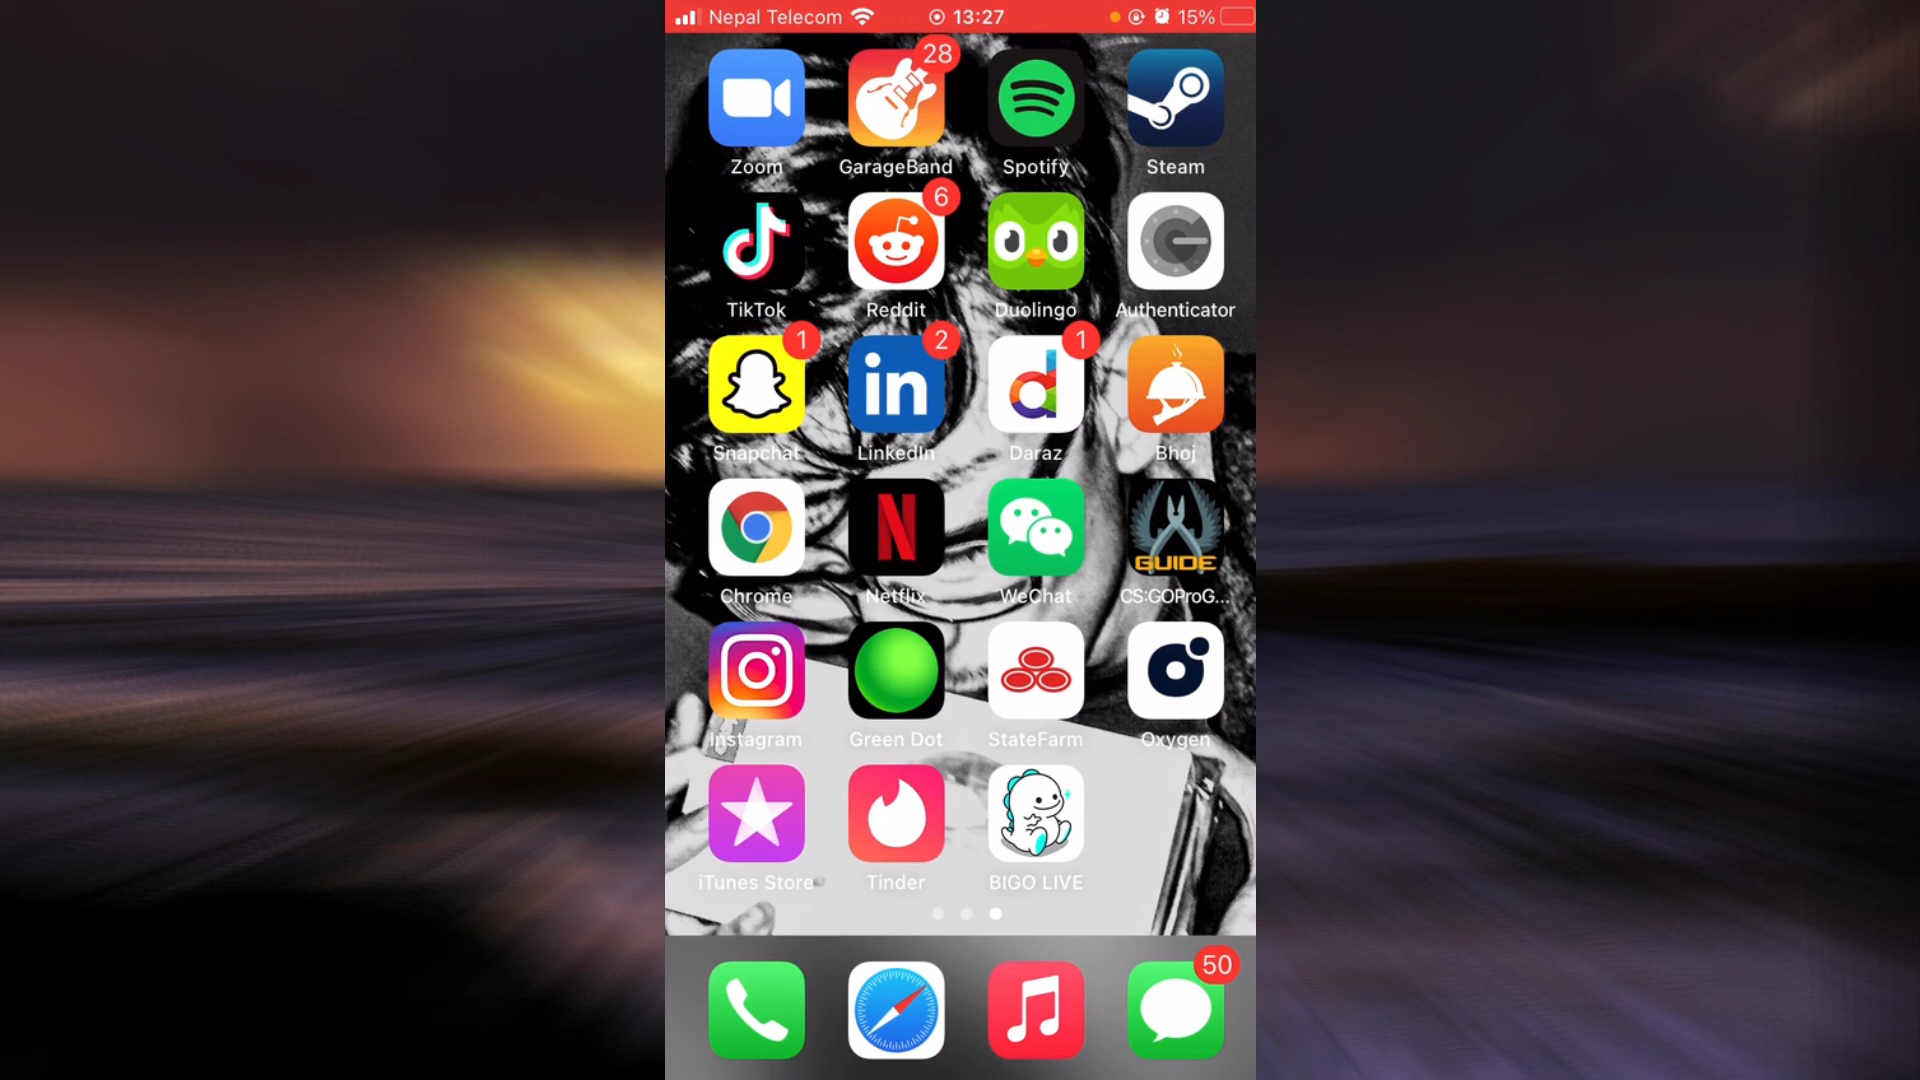 Nepal Telecom 13:27 15%
28
Zoom GarageBand Spotify Steam
6
TikTok Reddit Duolingo Authenticator
1 2 1
in
Snapchat LinkedIn Daraz Bhoj
GUIDE
Chrome Netflix WeChat CS:GOProG...
Instagram Green Dot StateFarm Oxygen
iTunes Store Tinder BIGO LIVE
50